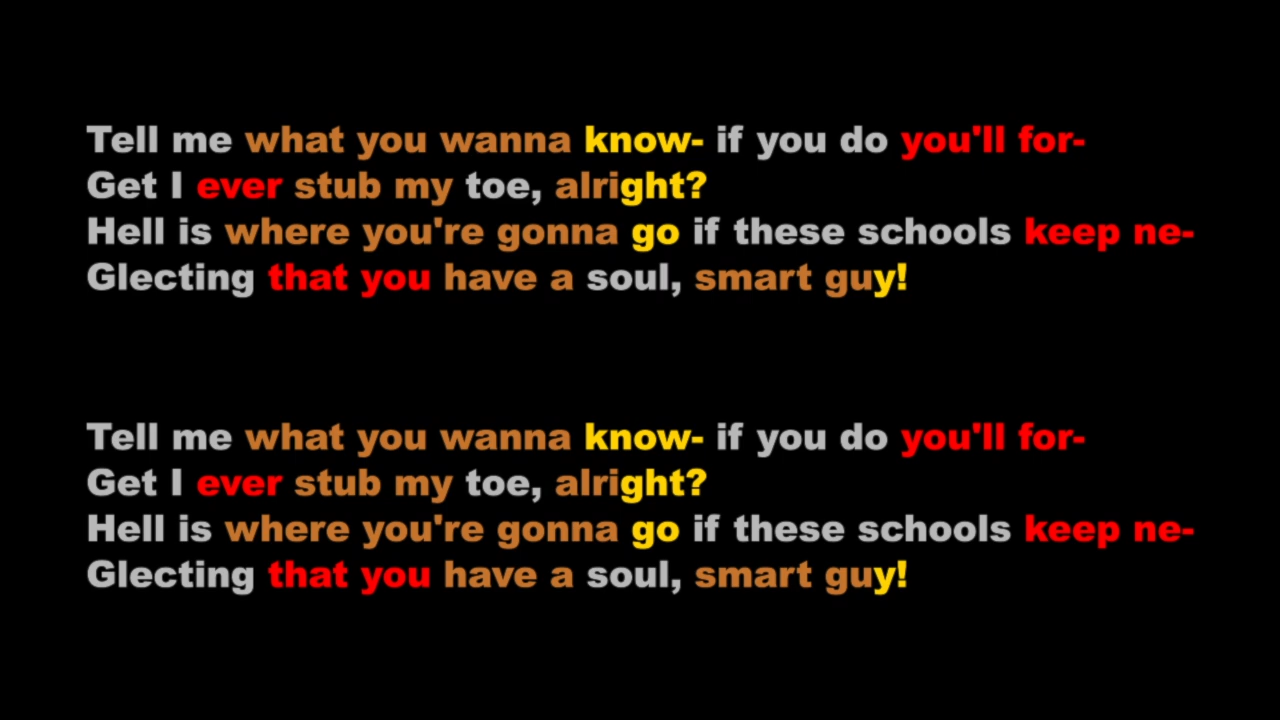 Tell me what you wanna know- if you do you'll for-
Get I ever stub my toe, alright?
Hell is where you're gonna go if these schools keep ne-
Glecting that you have a soul, smart guy!
Tell me what you wanna know- if you do you'll for-
Get I ever stub my toe, alright?
Hell is where you're gonna go if these schools keep ne-
Glecting that you have a soul, smart guy!